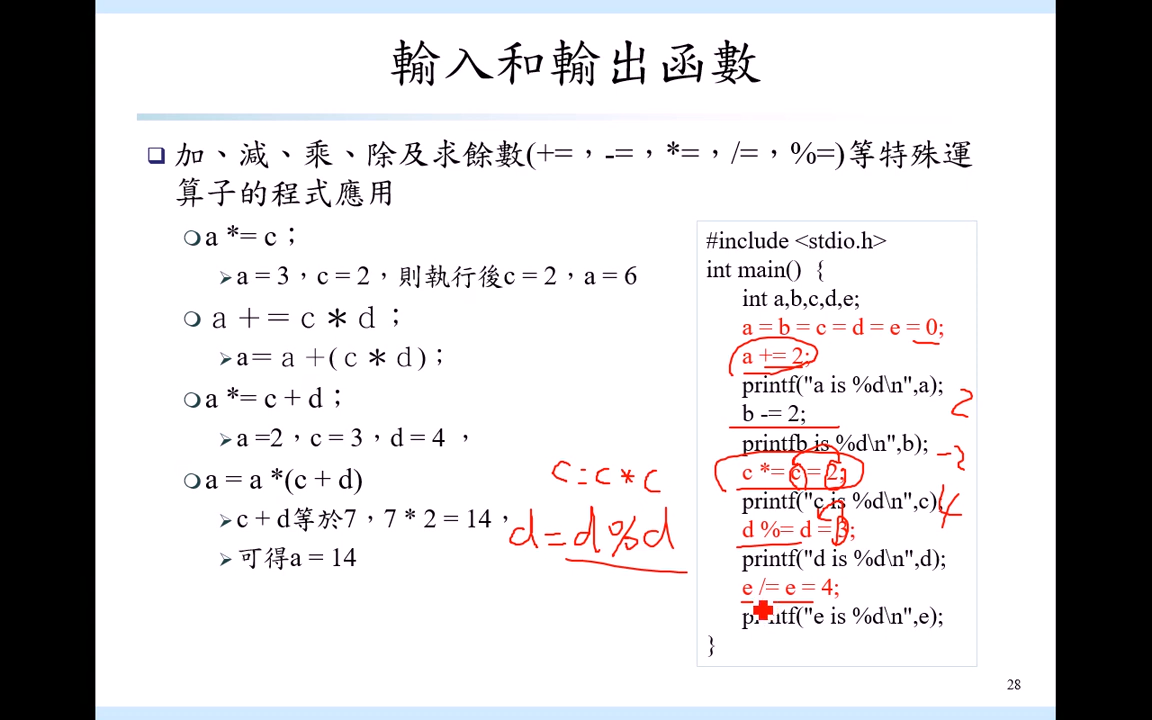 輸入和輸出函數
加、減、乘、除及求餘數(+=，-=，*=，/=，%=)等特殊運
算子的程式應用
a *= c；
a = 3，c = 2，則執行後c = 2，a = 6
ａ＋＝ｃ＊ｄ；
a＝ａ＋(ｃ＊ｄ)；
a *= c + d；
a =2，c = 3，d = 4 ，
a = a *(c + d)
c + d等於7，7 * 2 = 14，
可得a = 14
c=c*c
d=d%d
#include <stdio.h>
int main() {
int a,b,c,d,e;
a = b = c = d = e = 0;
a += 2;
printf("a is %d\n",a);
2
b -= 2;
printfb is %d\n",b);
-2
c *= c = 2;
printf("c is %d\n",c);
4
d %= d = 3;
printf("d is %d\n",d);
e /= e = 4;
printf("e is %d\n",e);
}
28